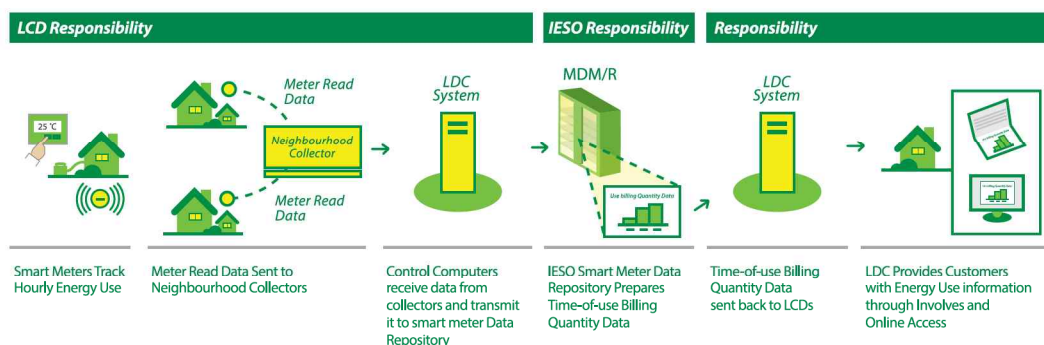 LCD Responsibility
IESO Responsibility
Responsibility
25 °C
Meter Read
Data
Neighbourhood
Collector
Meter Read
Data
LDC
System
MDM/R
Use billing Quantity Data
LDC
System
Smart Meters Track
Hourly Energy Use
Meter Read Data Sent to
Neighbourhood Collectors
Control Computers
receive data from
collectors and transmit
it to smart meter Data
Repository
IESO Smart Meter Data
Repository Prepares
Time-of-use Billing
Quantity Data
Time-of-use Billing
Quantity Data
sent back to LCDs
LDC Provides Customers
with Energy Use information
through Involves and
Online Access